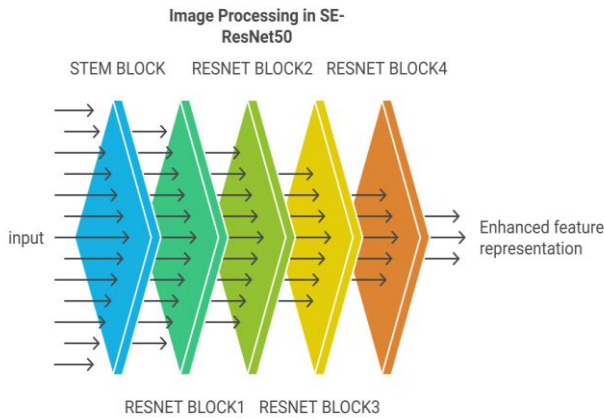 Image Processing in SE-
ResNet50
STEM BLOCK
RESNET BLOCK2
RESNET BLOCK4
input
Enhanced feature
representation
RESNET BLOCK1
RESNET BLOCK3